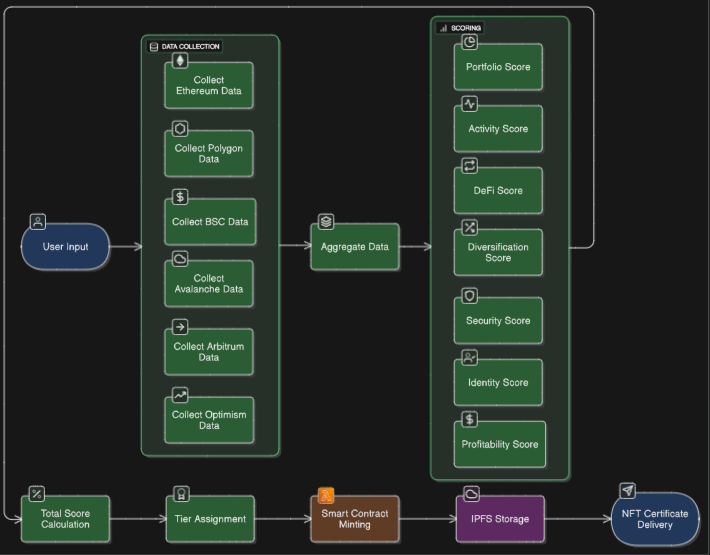 DATA COLLECTION
SCORING
Collect
Ethereum Data
Collect Polygon
Data
Collect BSC Data
Collect
Avalanche Data
Collect Arbitrum
Data
Collect Optimism
Data
User Input
Aggregate Data
Portfolio Score
Activity Score
DeFi Score
Diversification
Score
Security Score
Identity Score
Profitability Score
Total Score
Calculation
Tier Assignment
Smart Contract
Minting
IPFS Storage
NFT Certificate
Delivery